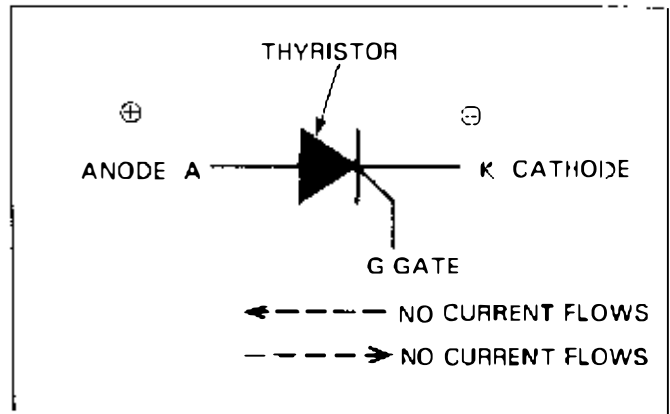 THYRISTOR
⊕ ⊖
ANODE A K CATHODE
G GATE
NO CURRENT FLOWS
NO CURRENT FLOWS